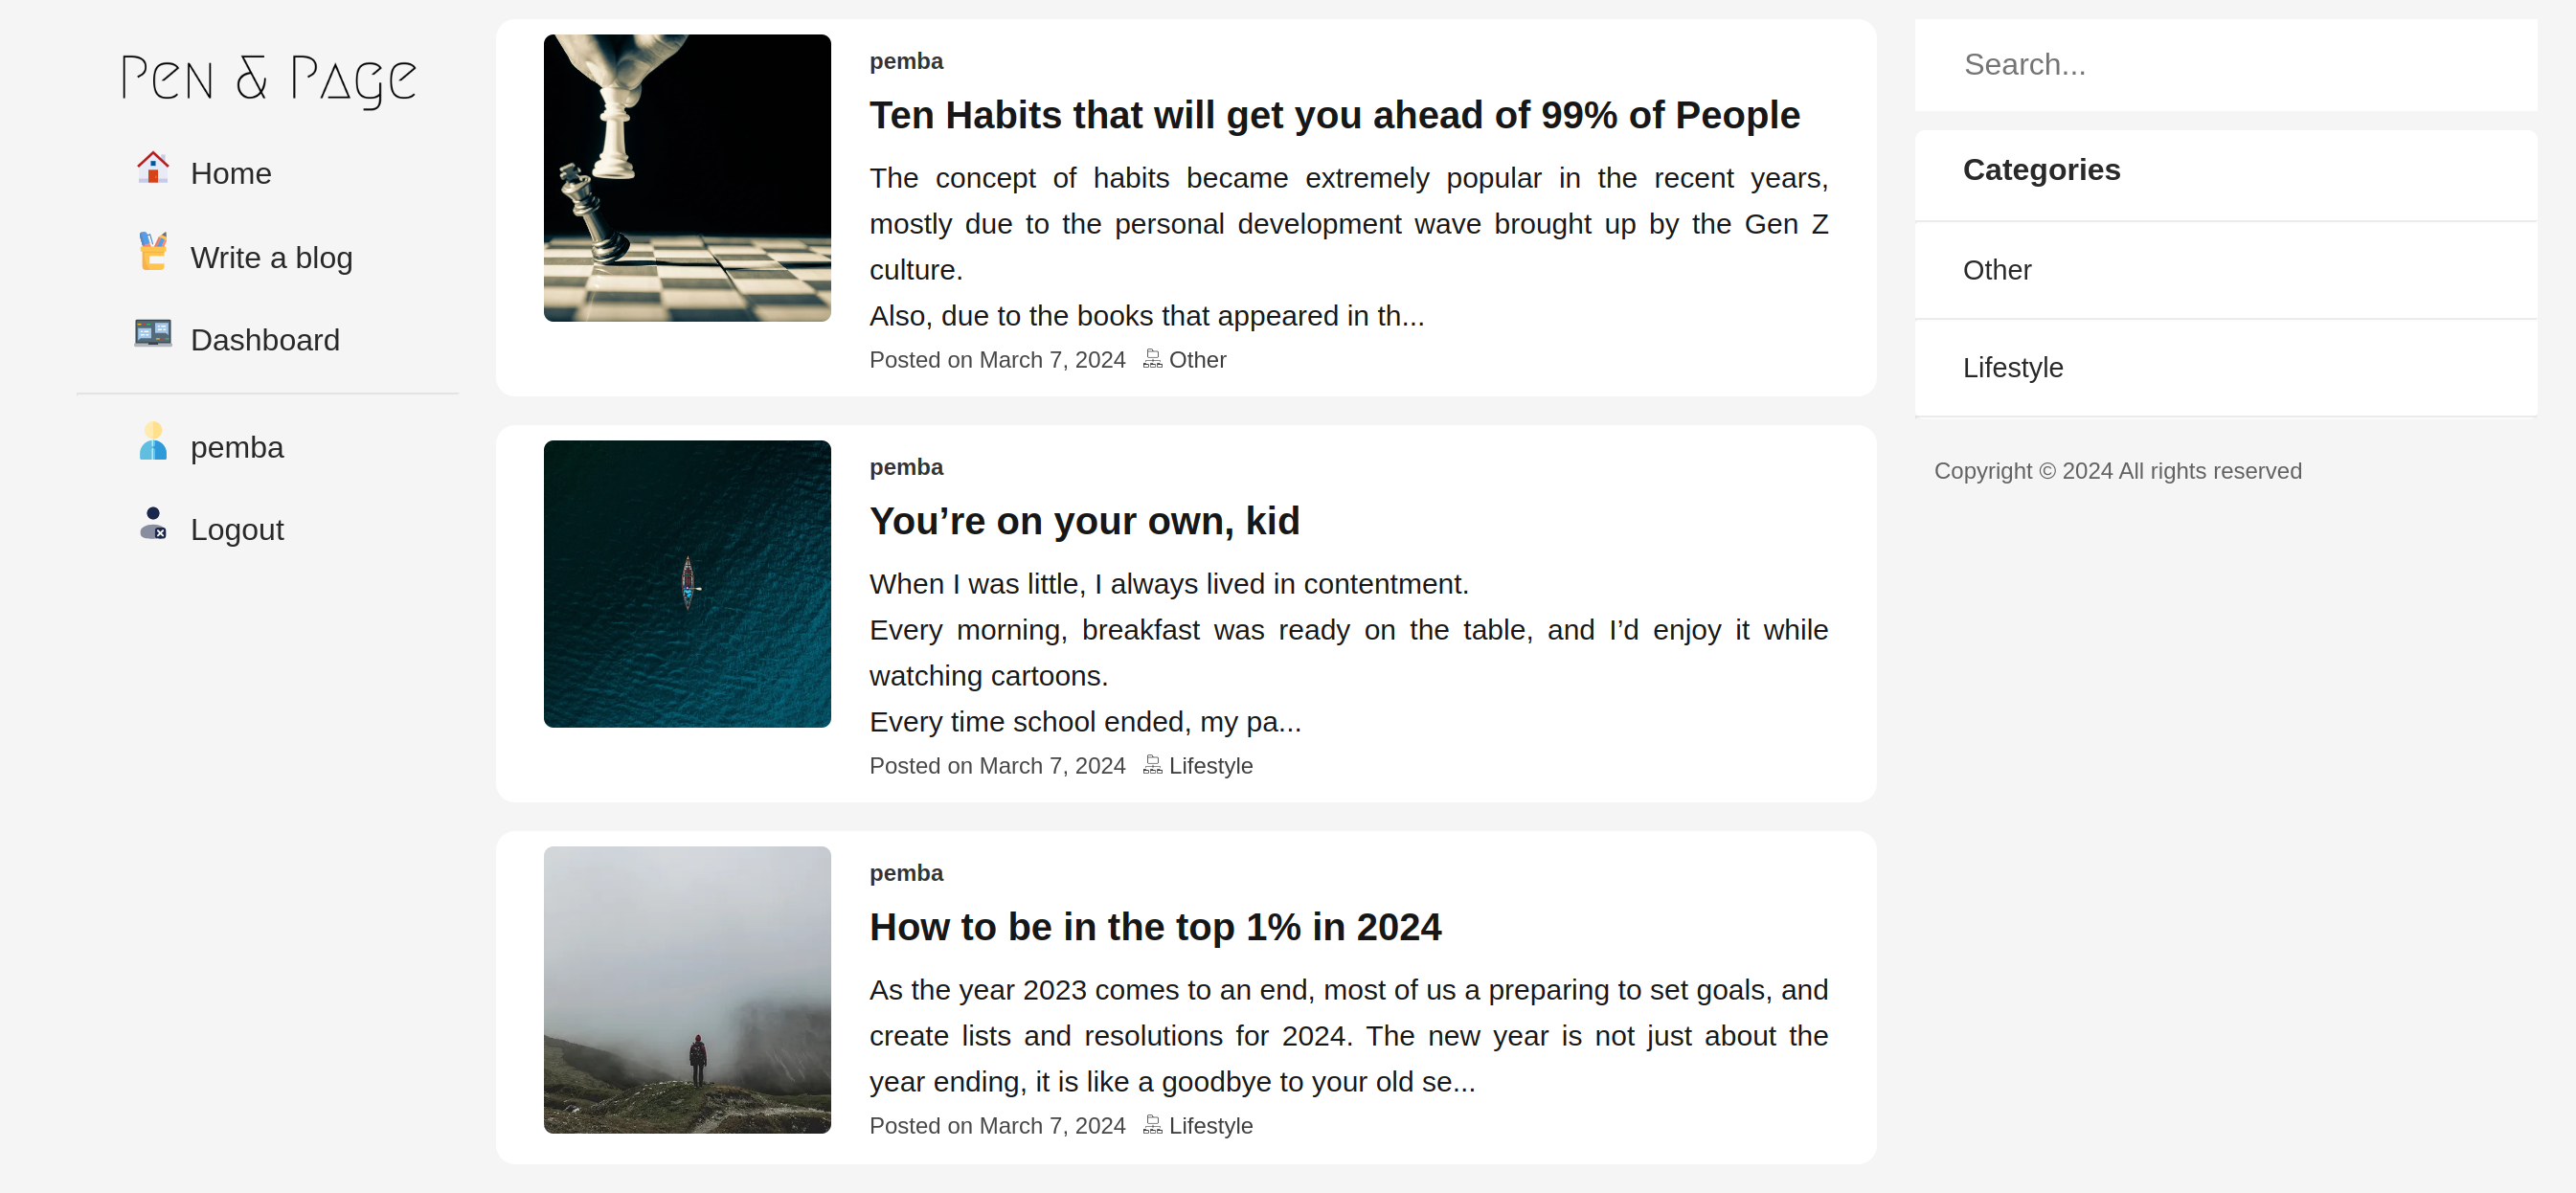 Pen & Page
Home
Write a blog
Dashboard
pemba
Logout
pemba
Ten Habits that will get you ahead of 99% of People
The concept of habits became extremely popular in the recent years,
mostly due to the personal development wave brought up by the Gen Z
culture.
Also, due to the books that appeared in th...
Posted on March 7, 2024 Other
pemba
You’re on your own, kid
When I was little, I always lived in contentment.
Every morning, breakfast was ready on the table, and I’d enjoy it while
watching cartoons.
Every time school ended, my pa...
Posted on March 7, 2024 Lifestyle
pemba
How to be in the top 1% in 2024
As the year 2023 comes to an end, most of us a preparing to set goals, and
create lists and resolutions for 2024. The new year is not just about the
year ending, it is like a goodbye to your old se...
Posted on March 7, 2024 Lifestyle
Search...
Categories
Other
Lifestyle
Copyright © 2024 All rights reserved